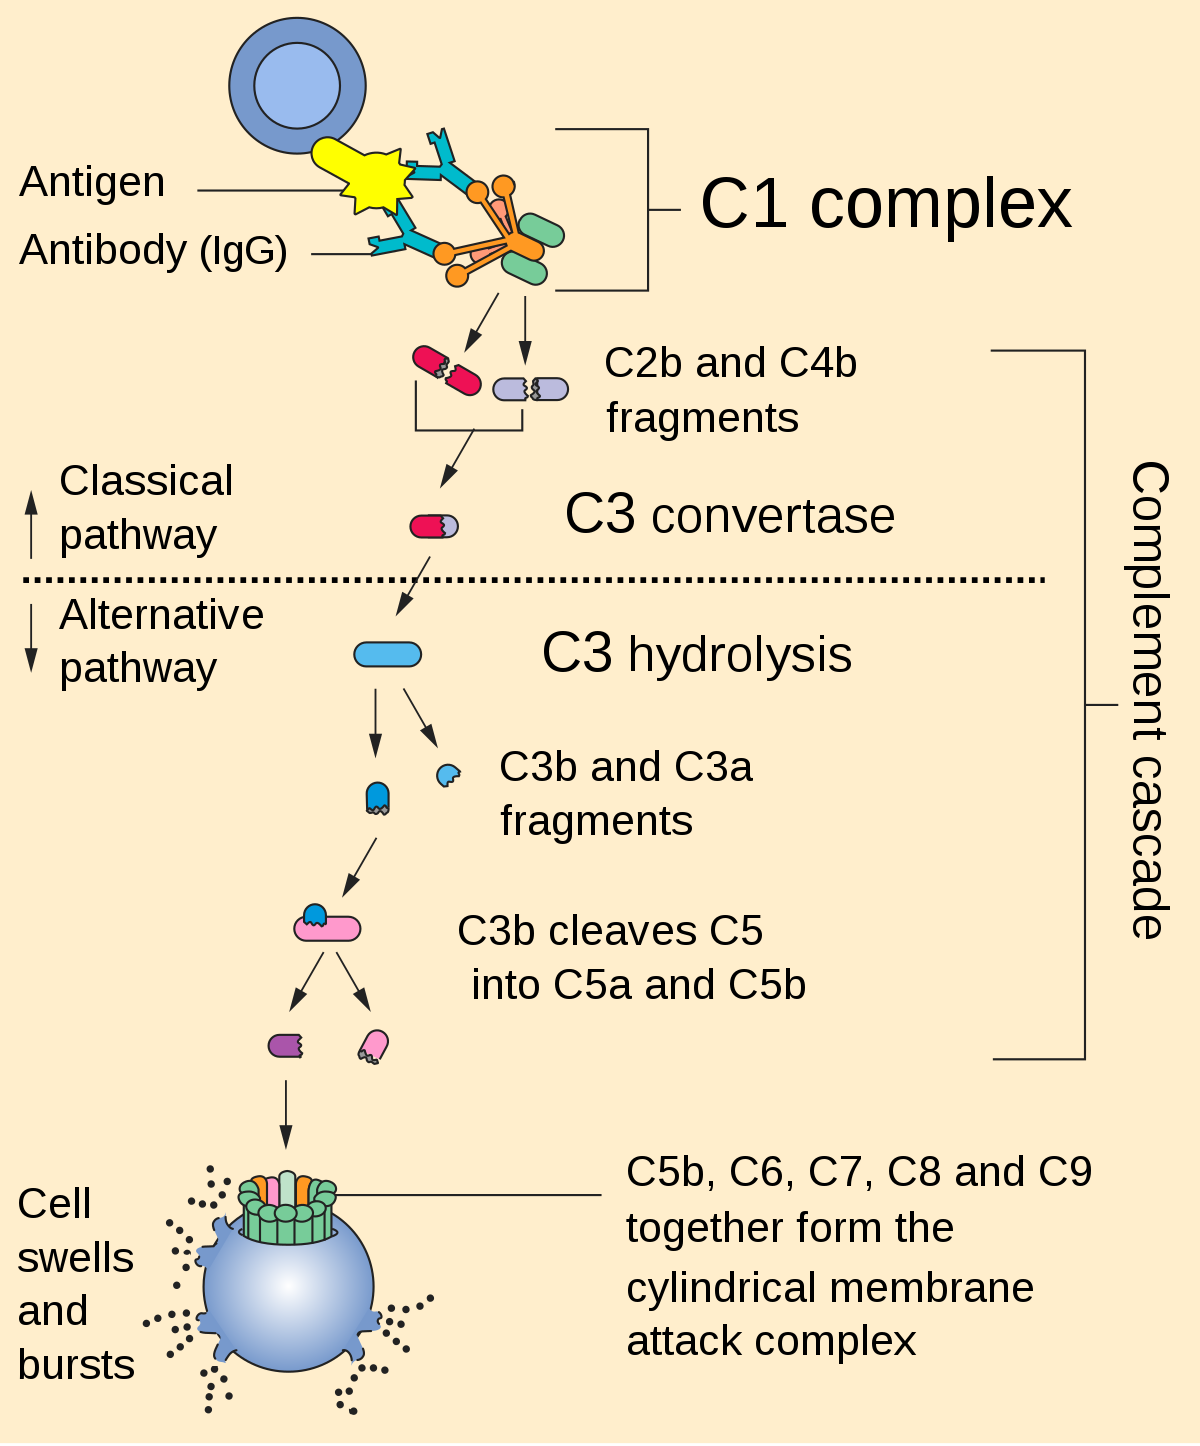 Antigen
Antibody (IgG)
C1 complex
C2b and C4b
fragments
Classical
pathway
C3 convertase
Alternative
pathway
C3 hydrolysis
C3b and C3a
fragments
C3b cleaves C5
into C5a and C5b
Complement cascade
Cell
swells
and
bursts
C5b, C6, C7, C8 and C9
together form the
cylindrical membrane
attack complex